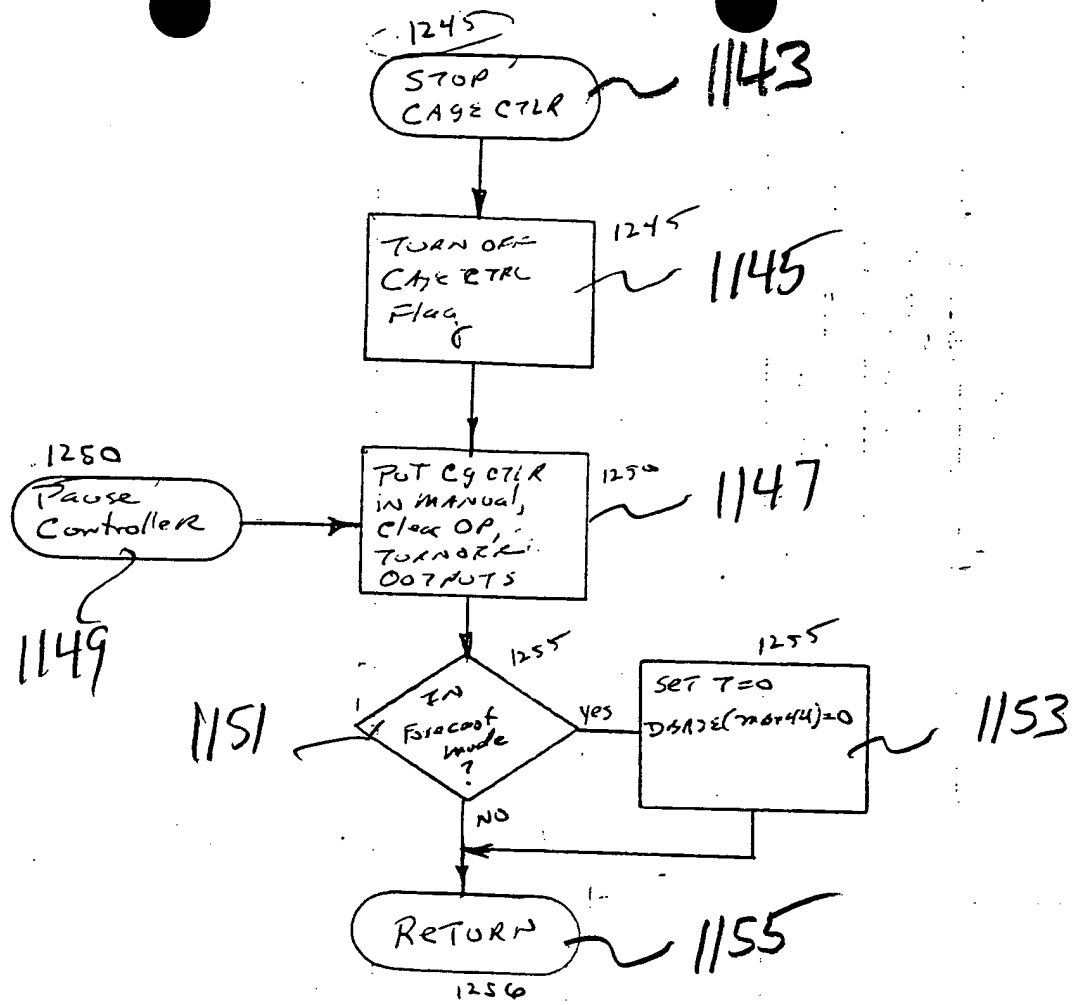 1245
STOP
CAGE CTLR
1143
TURN OFF
CAGE CTRL
Flag
1245
1145
1250
Pause
Controller
1149
PUT CG CTLR
IN MANUAL,
Clear OP,
TURN OFF
OUTPUTS
1250
1147
IN
Forecast
mode
?
1255
1151
yes
NO
1255
SET T=0
=0
1153
RETURN
1155
1256